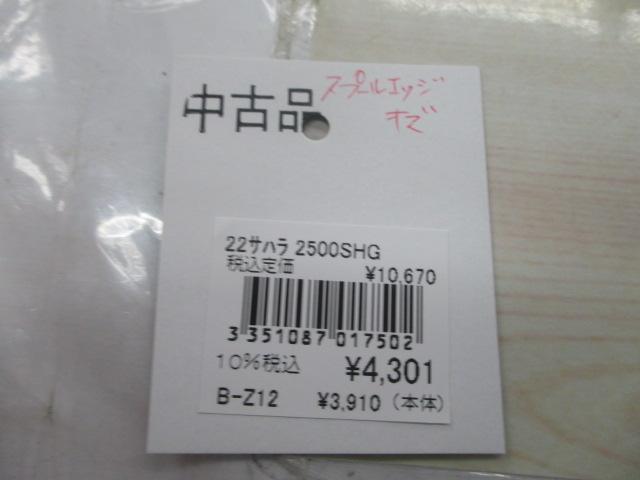 中古品
スプールエッジ
キズ
22サハラ 2500SHG
税込定価 ¥10,670
3 351087 017502
10%税込 ¥4,301
B-Z12 ¥3,910（本体）